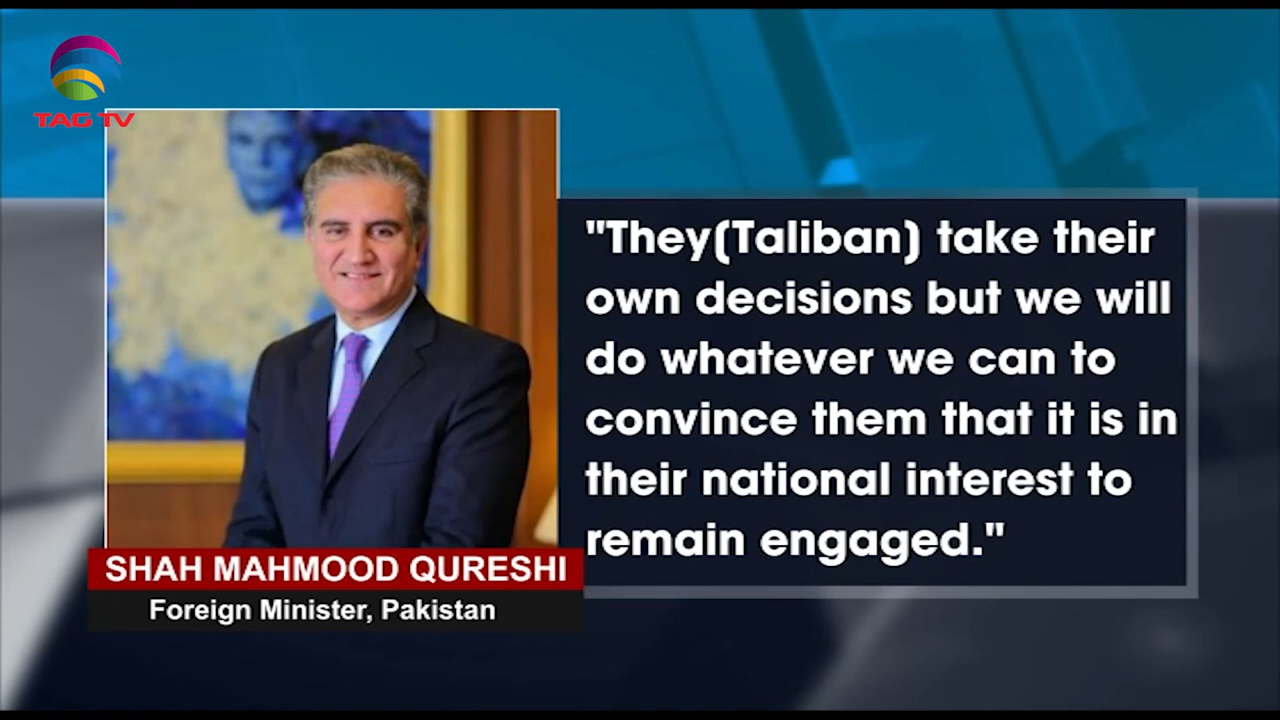 TAG TV
"They(Taliban) take their
own decisions but we will
do whatever we can to
convince them that it is in
their national interest to
remain engaged."
SHAH MAHMOOD QURESHI
Foreign Minister, Pakistan